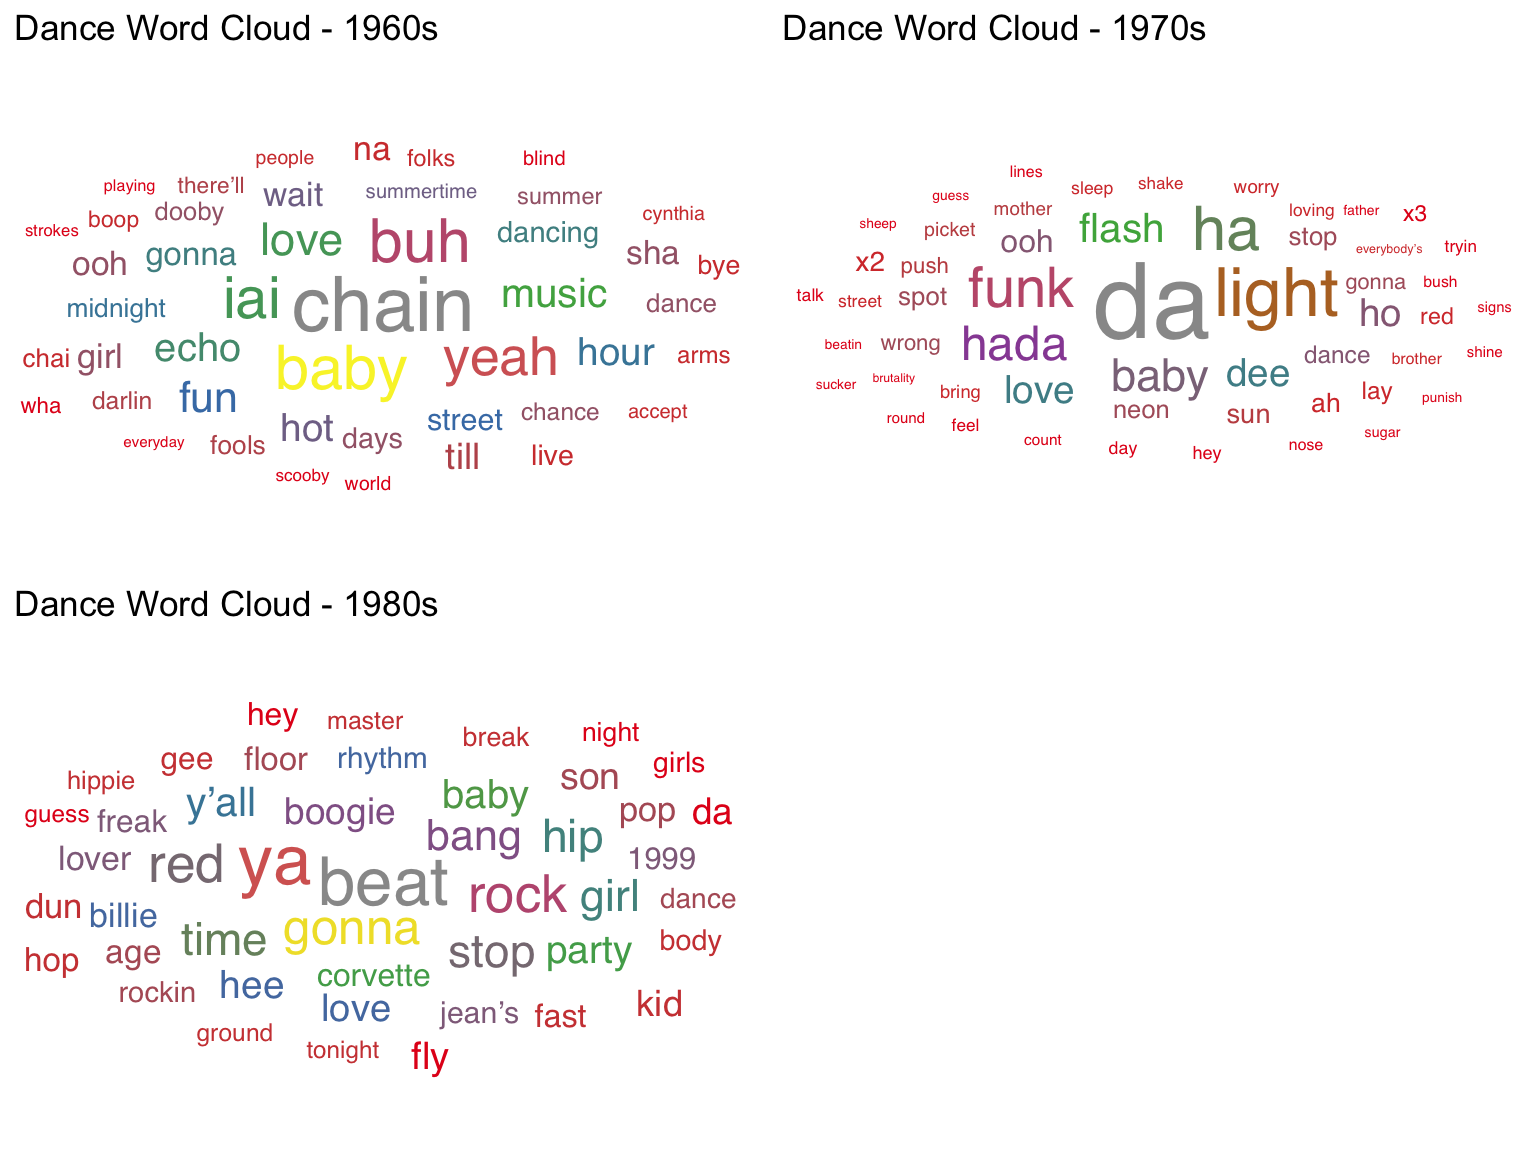 Dance Word Cloud - 1960s
people na folks blind
playing there’ll wait summertime summer
strokes boop dooby love buh dancing cynthia
ooh gonna sha bye
midnight iai chain music dance
chai girl echo baby yeah hour arms
wha darlin fun street chance accept
everyday fools hot days till live
scooby world
Dance Word Cloud - 1970s
lines
guess sleep shake worry
sheep picket mother flash ha loving father x3
ooh stop everybody’s tryin
x2 push funk da light gonna bush
talk street spot ho red signs
beatin wrong hada dance brother shine
sucker brutality love baby dee lay punish
bring neon sun ah
round feel count day hey nose sugar
Dance Word Cloud - 1980s
hey master break night
gee floor rhythm son girls
hippie y’all boogie baby pop da
guess freak bang hip
lover red ya beat 1999
dun billie rock girl dance
time gonna stop party body
hop age corvette
rockin hee love jean’s fast kid
ground tonight fly